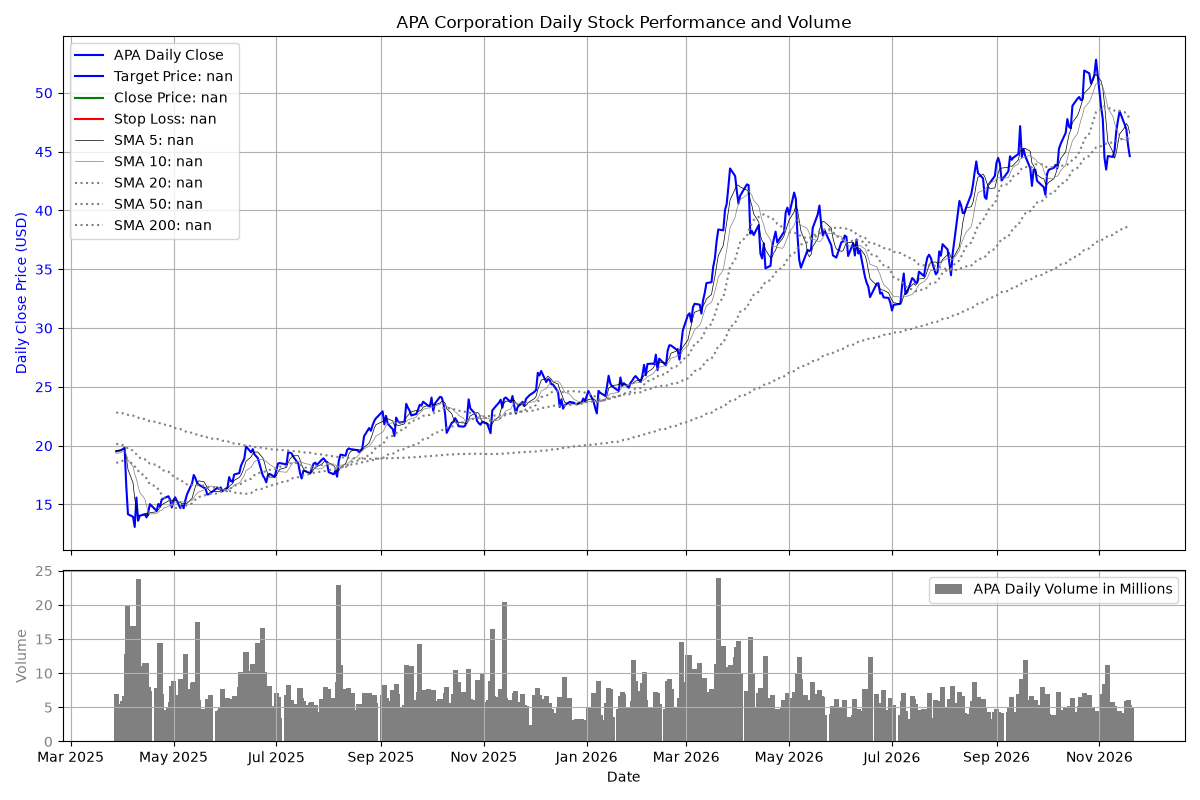 APA Corporation Daily Stock Performance and Volume
APA Daily Close
Target Price: nan
Close Price: nan
Stop Loss: nan
SMA 5: nan
SMA 10: nan
SMA 20: nan
SMA 50: nan
SMA 200: nan
Daily Close Price (USD)
50
45
40
35
30
25
20
15
APA Daily Volume in Millions
Volume
25
20
15
10
5
0
Mar 2025 May 2025 Jul 2025 Sep 2025 Nov 2025 Jan 2026 Mar 2026 May 2026 Jul 2026 Sep 2026 Nov 2026
Date